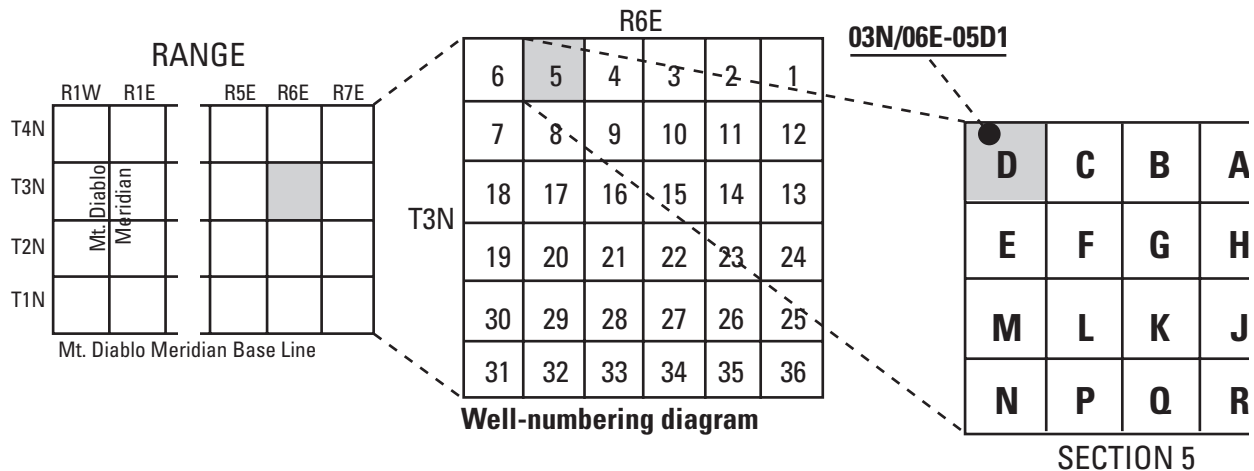 RANGE
R1W R1E R5E R6E R7E
T4N
T3N
T2N
T1N
Mt. Diablo
Meridian
Mt. Diablo Meridian Base Line
R6E
T3N
6 5 4 3 2 1
7 8 9 10 11 12
18 17 16 15 14 13
19 20 21 22 23 24
30 29 28 27 26 25
31 32 33 34 35 36
Well-numbering diagram
03N/06E-05D1
D C B A
E F G H
M L K J
N P Q R
SECTION 5